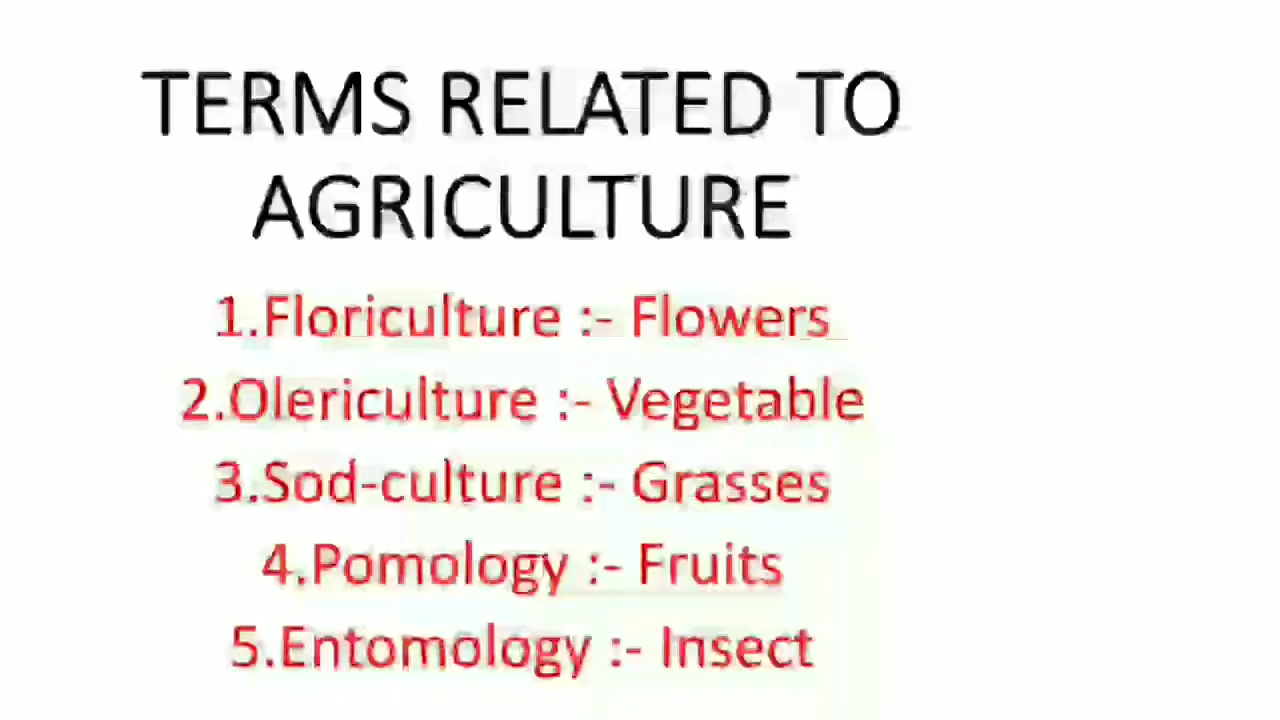 TERMS RELATED TO
AGRICULTURE
1.Floriculture :- Flowers
2.Olericulture :- Vegetable
3.Sod-culture :- Grasses
4.Pomology :- Fruits
5.Entomology :- Insect